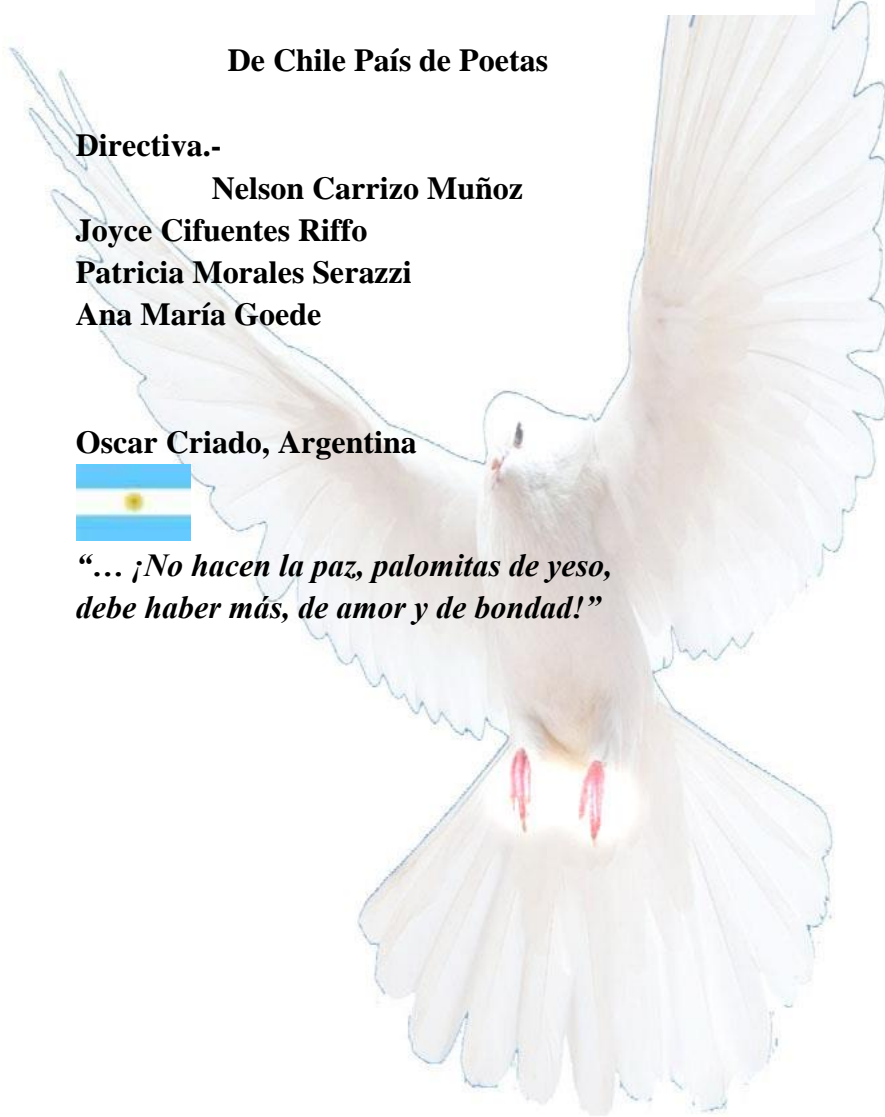 De Chile País de Poetas
Directiva.-
Nelson Carrizo Muñoz
Joyce Cifuentes Riffo
Patricia Morales Serazzi
Ana María Goede
Oscar Criado, Argentina
“… ¡No hacen la paz, palomitas de yeso,
debe haber más, de amor y de bondad!”